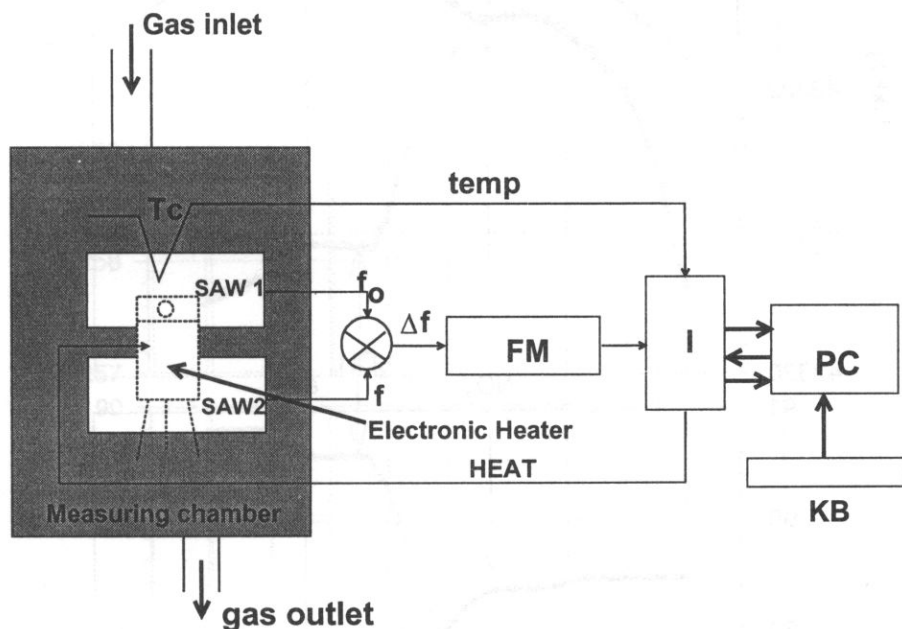 Gas inlet
temp
Tc
SAW 1
fo
Δf
FM
I
PC
SAW2
f
Electronic Heater
HEAT
KB
Measuring chamber
gas outlet